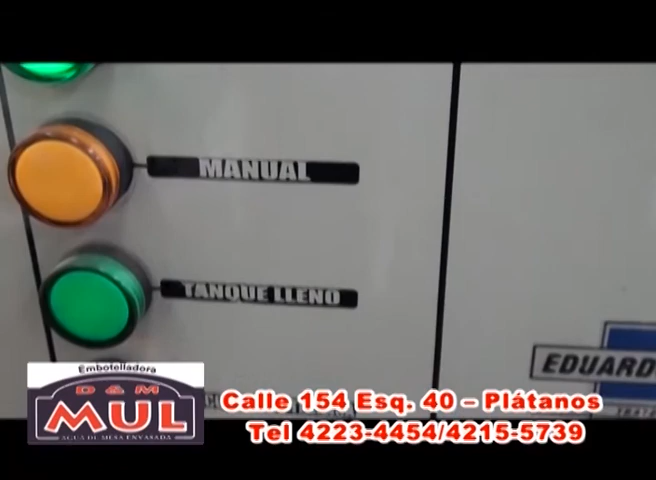 MANUAL
TANQUE LLENO
EDUARD
Embotelladora
D & M
MUL
AGUA DE MESA ENVASADA
Calle 154 Esq. 40 – Plátanos
Tel 4223-4454/4215-5739